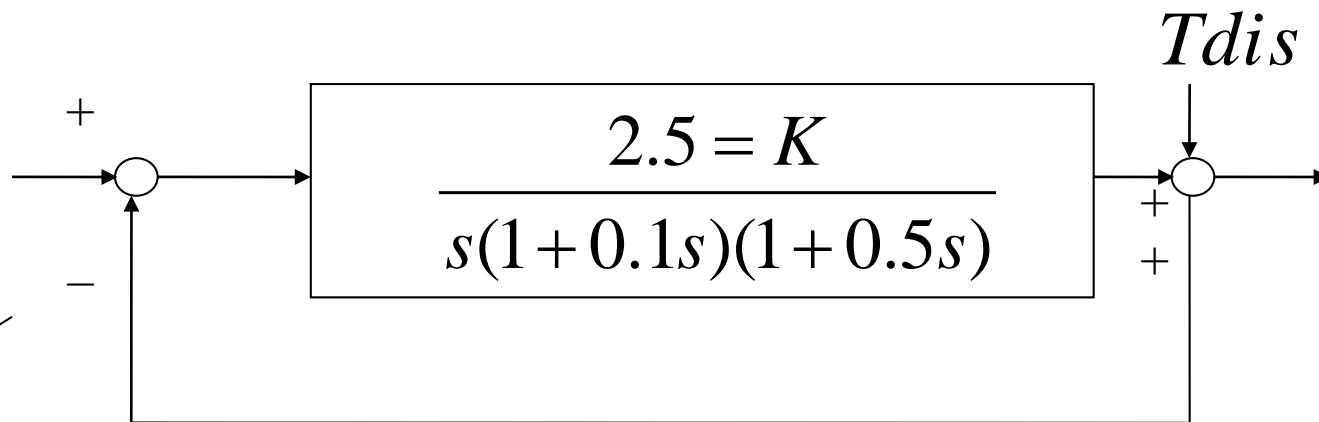 Tdis
+
2.5 = K
s(1+0.1s)(1+0.5s)
+
+
−